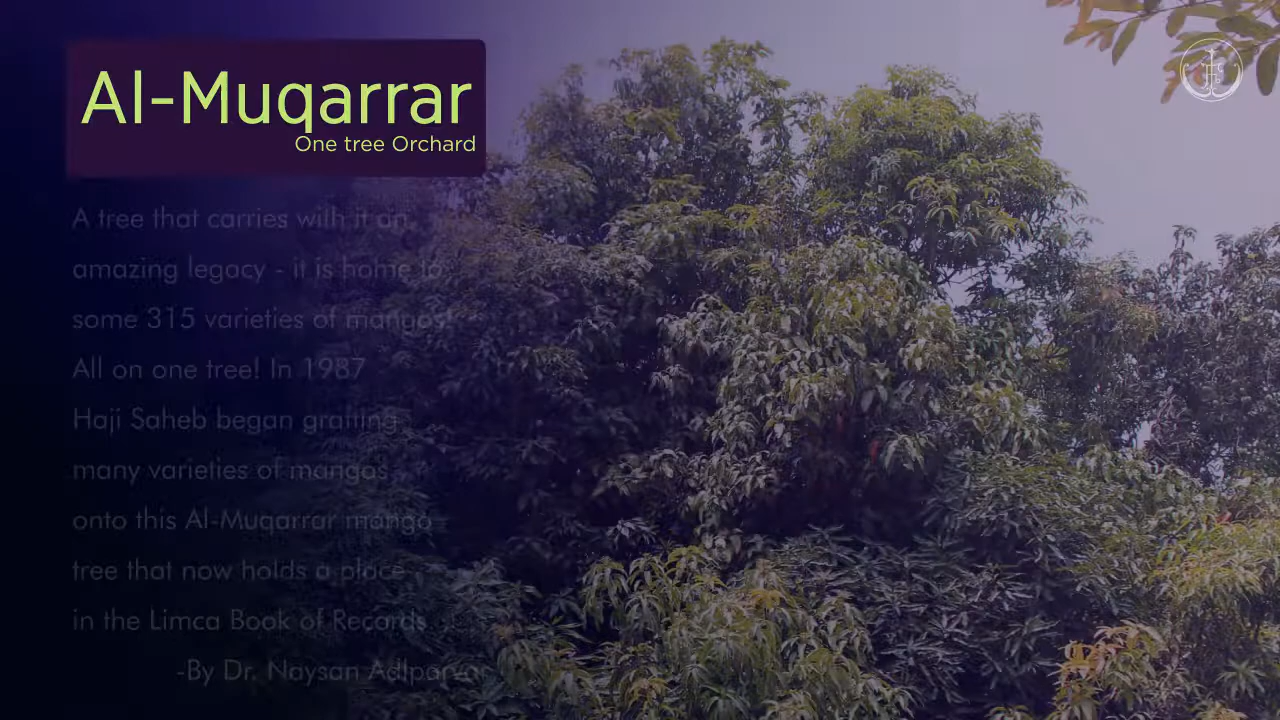 Al-Muqarrar
One tree Orchard
A tree that carries with it an
amazing legacy - it is home to
some 315 varieties of mangos!
All on one tree! In 1987
Haji Saheb began grafting
many varieties of mangos
onto this Al-Muqarrar mango
tree that now holds a place
in the Limca Book of Records
-By Dr. Naysan Adlparvar